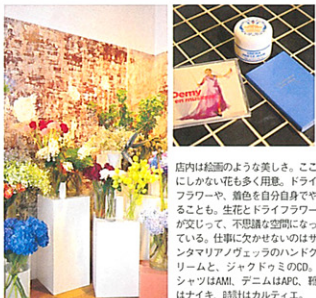 Demy
店内は絵画のような美しさ。ここ
にしかない花も多く用意。ドライ
フラワーや、着色を自分自身でや
ることも。生花とドライフラワー
が交じって、不思議な空間になっ
ている。仕事に欠かせないのはサ
ンタマリアノヴェッラのハンドク
リームと、ジャクドゥミのCD。
シャツはAMI、デニムはAPC、靴
はナイキ、時計はカルティエ。